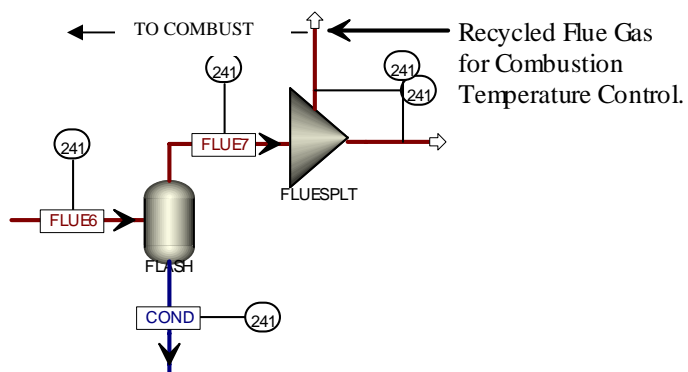 TO COMBUST
Recycled Flue Gas
for Combustion
Temperature Control.
241
241
241
FLUE7
FLUESPLT
241
FLUE6
FLASH
COND
241